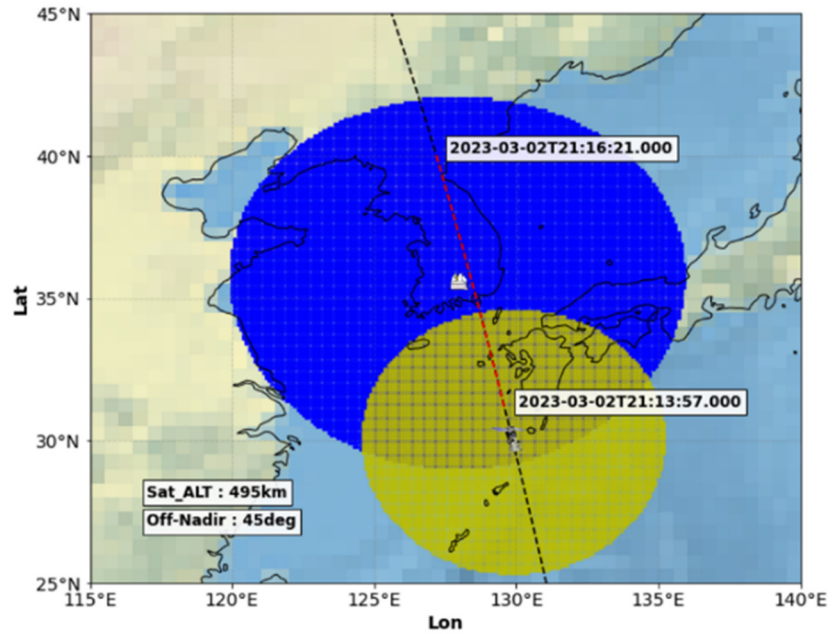 45°N
40°N
35°N
30°N
25°N
Lat
2023-03-02T21:16:21.000
2023-03-02T21:13:57.000
Sat_ALT : 495km
Off-Nadir : 45deg
115°E 120°E 125°E 130°E 135°E 140°E
Lon